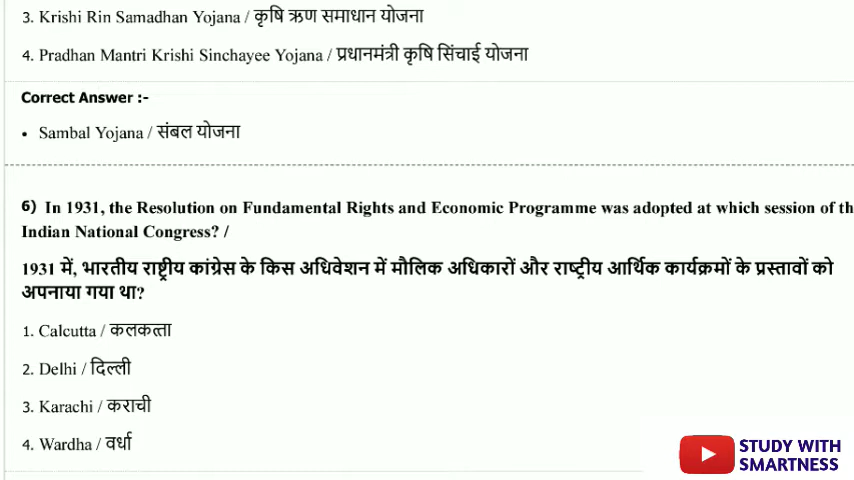 3. Krishi Rin Samadhan Yojana / कृषि ऋण समाधान योजना
4. Pradhan Mantri Krishi Sinchayee Yojana / प्रधानमंत्री कृषि सिंचाई योजना
Correct Answer :-
• Sambal Yojana / संबल योजना
6) In 1931, the Resolution on Fundamental Rights and Economic Programme was adopted at which session of th
Indian National Congress? /
1931 में, भारतीय राष्ट्रीय कांग्रेस के किस अधिवेशन में मौलिक अधिकारों और राष्ट्रीय आर्थिक कार्यक्रमों के प्रस्तावों को
अपनाया गया था?
1. Calcutta / कलकत्ता
2. Delhi / दिल्ली
3. Karachi / कराची
4. Wardha / वर्धा
STUDY WITH
SMARTNESS